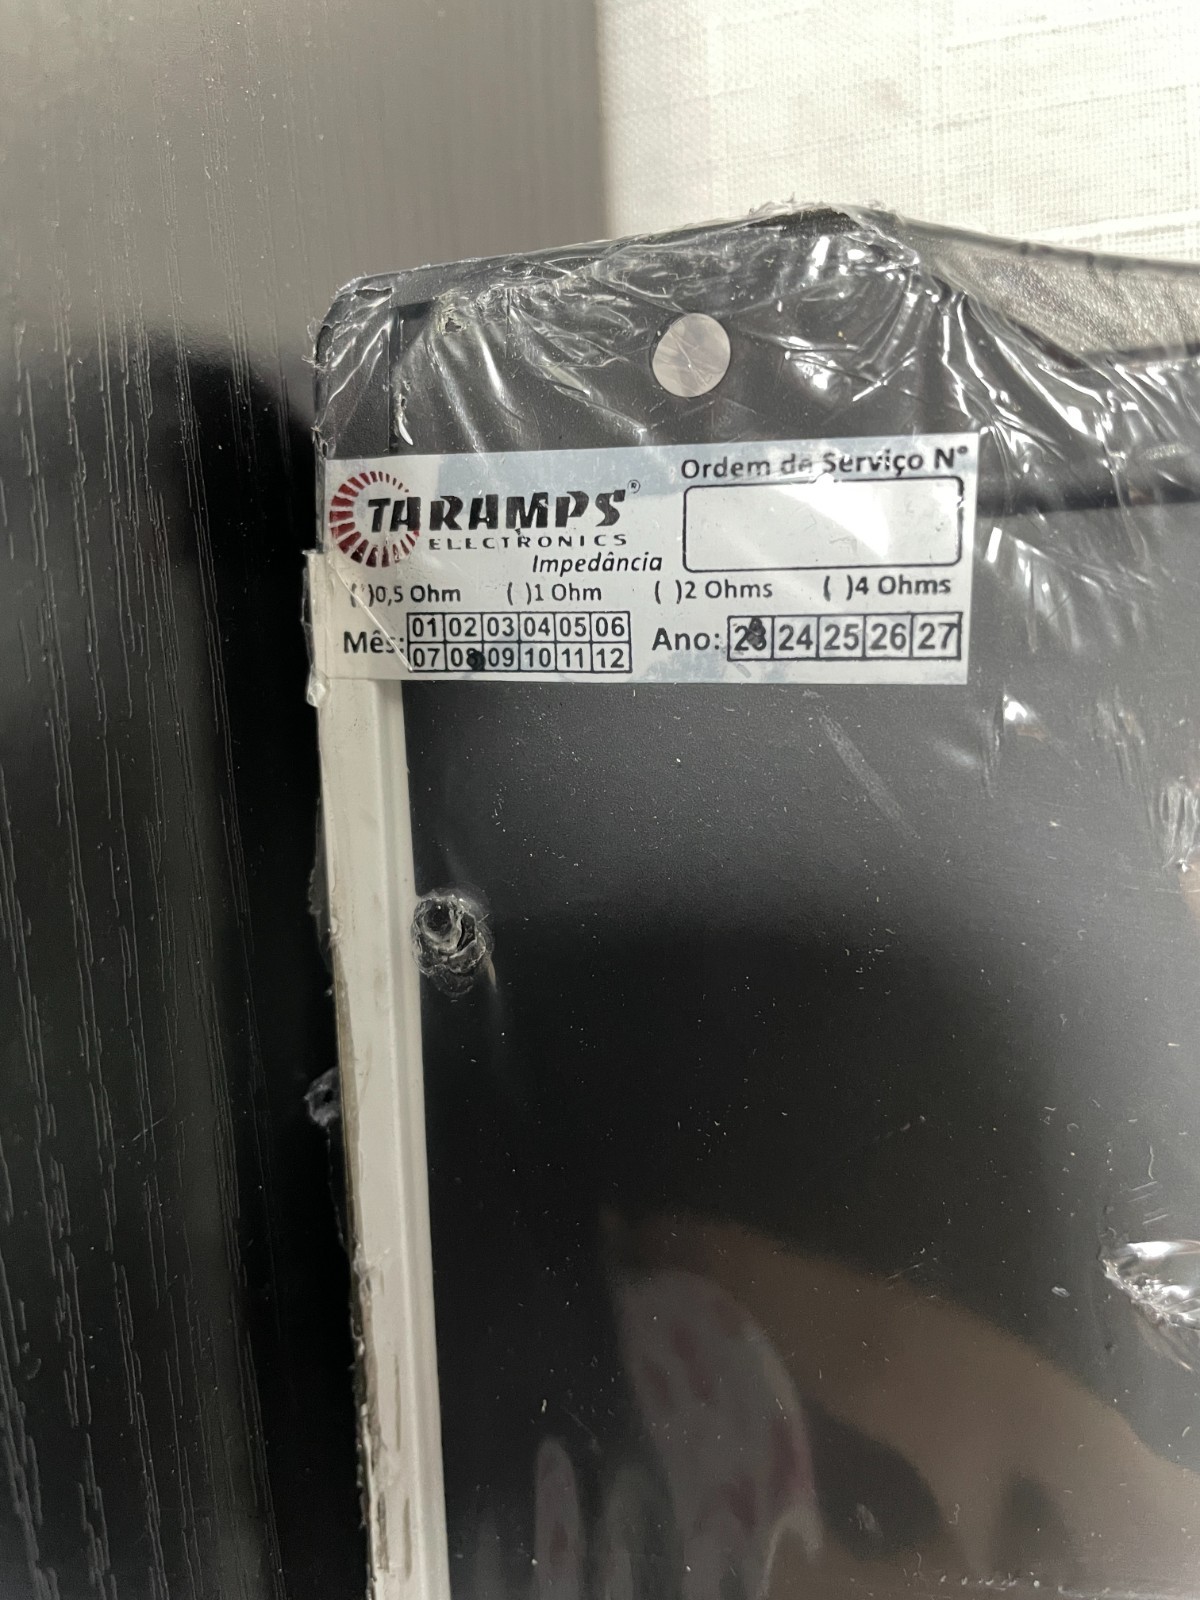 TARAMPS®
ELECTRONICS
Ordem de Serviço N°
Impedância
( )0,5 Ohm ( )1 Ohm ( )2 Ohms ( )4 Ohms
Mês: 01 02 03 04 05 06
07 08 09 10 11 12
Ano: 23 24 25 26 27